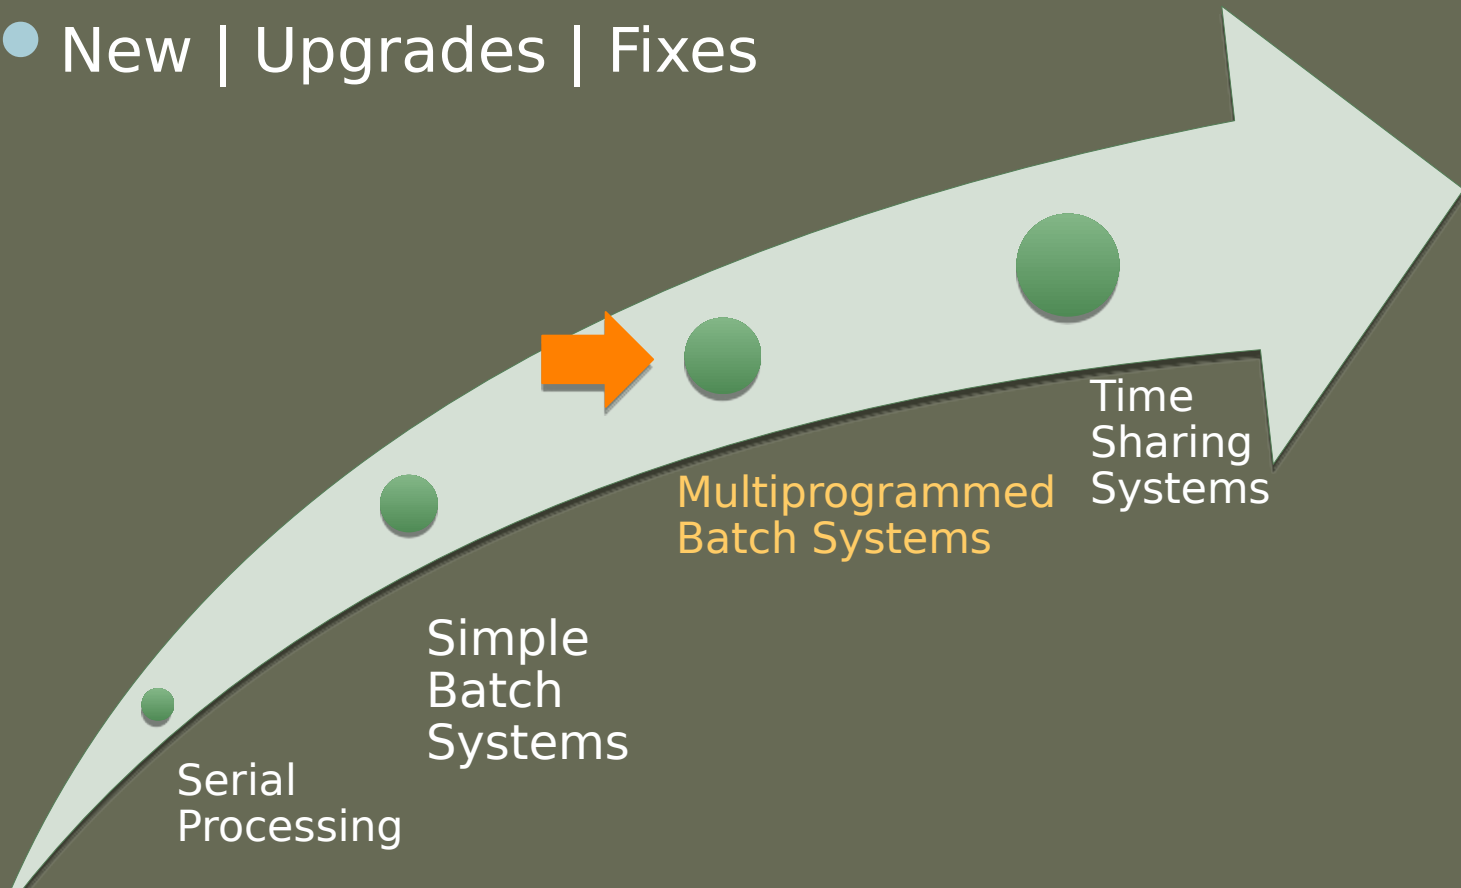 New | Upgrades | Fixes
Time
Sharing
Systems
Multiprogrammed
Batch Systems
Simple
Batch
Systems
Serial
Processing